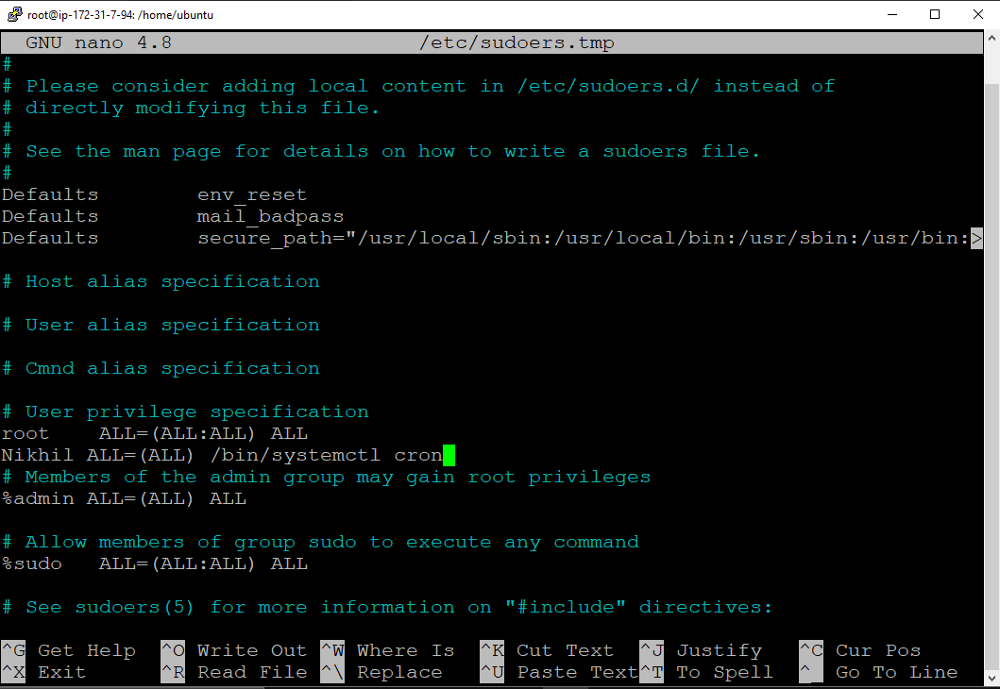 root@ip-172-31-7-94: /home/ubuntu
GNU nano 4.8 /etc/sudoers.tmp
#
# Please consider adding local content in /etc/sudoers.d/ instead of
# directly modifying this file.
#
# See the man page for details on how to write a sudoers file.
#
Defaults env_reset
Defaults mail_badpass
Defaults secure_path="/usr/local/sbin:/usr/local/bin:/usr/sbin:/usr/bin:>
# Host alias specification
# User alias specification
# Cmnd alias specification
# User privilege specification
root ALL=(ALL:ALL) ALL
Nikhil ALL=(ALL) /bin/systemctl cron
# Members of the admin group may gain root privileges
%admin ALL=(ALL) ALL
# Allow members of group sudo to execute any command
%sudo ALL=(ALL:ALL) ALL
# See sudoers(5) for more information on "#include" directives:
^G Get Help ^O Write Out ^W Where Is ^K Cut Text ^J Justify ^C Cur Pos
^X Exit ^R Read File ^\ Replace ^U Paste Text ^T To Spell ^_ Go To Line